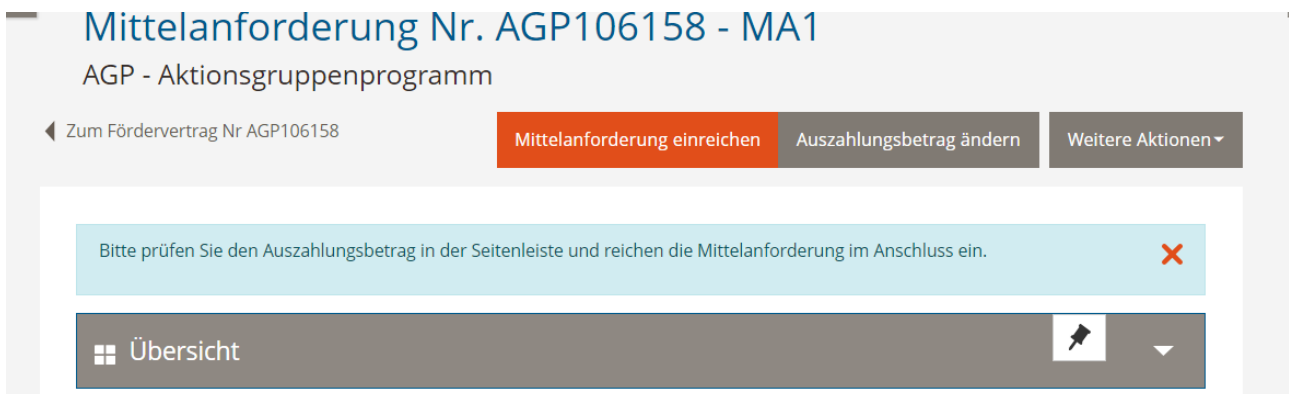 Mittelanforderung Nr. AGP106158 - MA1
AGP - Aktionsgruppenprogramm
Zum Fördervertrag Nr AGP106158
Mittelanforderung einreichen
Auszahlungsbetrag ändern
Weitere Aktionen
Bitte prüfen Sie den Auszahlungsbetrag in der Seitenleiste und reichen die Mittelanforderung im Anschluss ein.
Übersicht